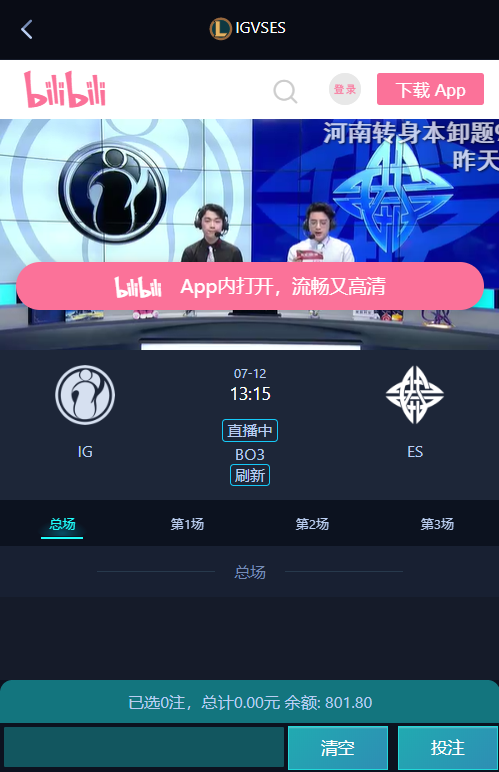 IGVSES
bilibili
登录
下载 App
河南转身本卸题
昨天
bilibili App内打开，流畅又高清
07-12
13:15
直播中
IG
BO3
ES
刷新
总场 第1场 第2场 第3场
总场
已选0注，总计0.00元 余额: 801.80
清空 投注